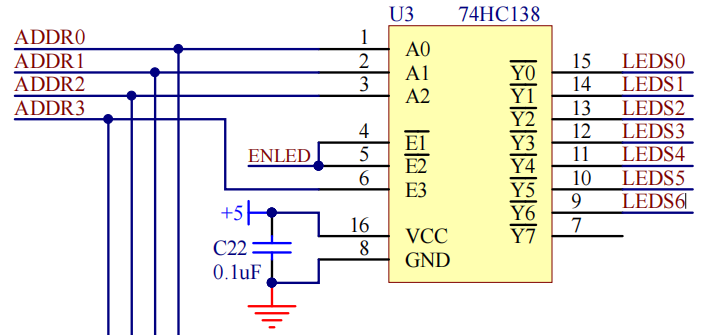 U3 74HC138
ADDR0 1 A0
ADDR1 2 A1 Y0 15 LEDS0
ADDR2 3 A2 Y1 14 LEDS1
ADDR3 Y2 13 LEDS2
4 E1 Y3 12 LEDS3
ENLED 5 E2 Y4 11 LEDS4
6 E3 Y5 10 LEDS5
+5 Y6 9 LEDS6
16 VCC Y7 7
C22 8 GND
0.1uF